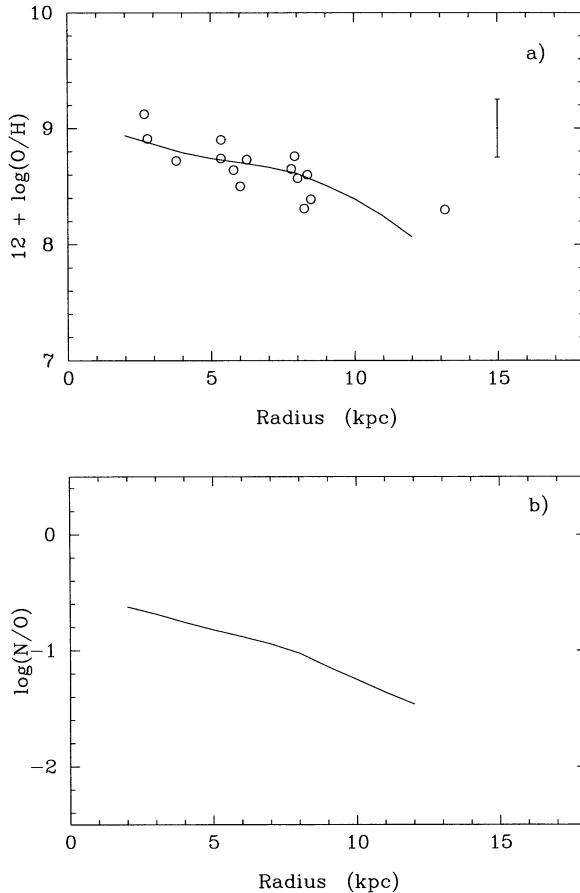 a)
10
9
8
7
12 + log(O/H)
0 5 10 15
Radius (kpc)
b)
0
−1
−2
log(N/O)
0 5 10 15
Radius (kpc)